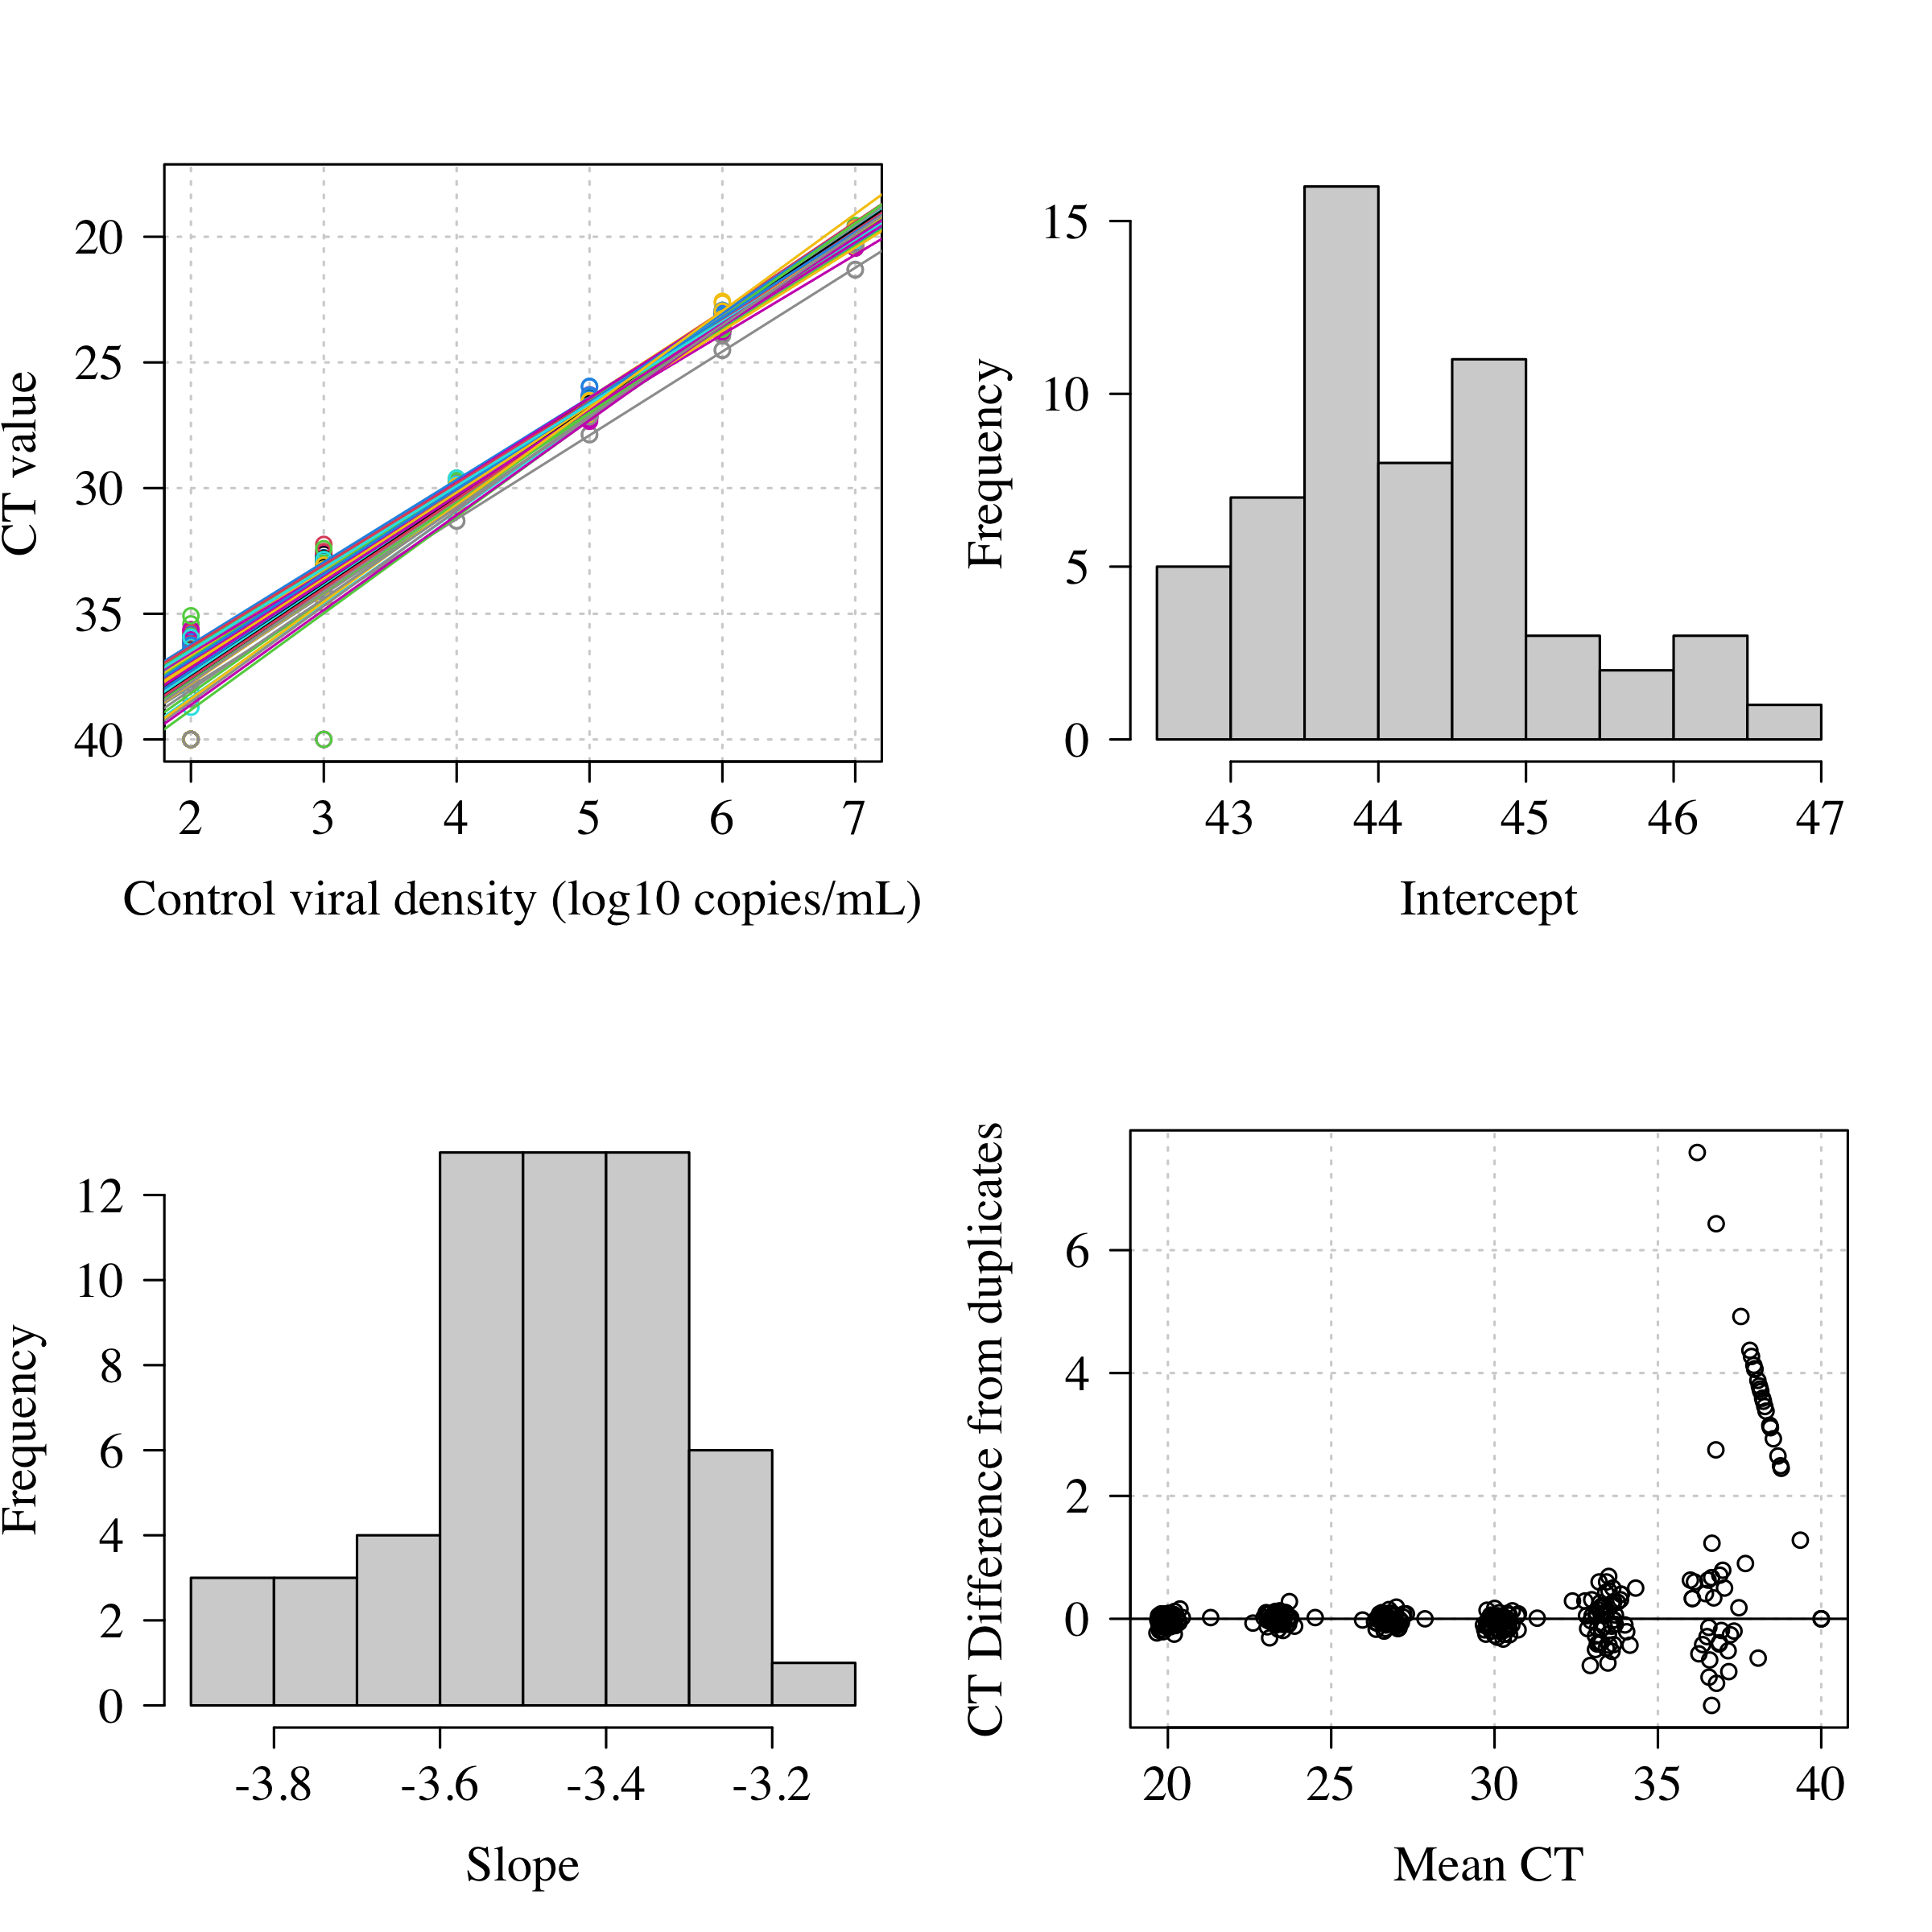 CT value
20
25
30
35
40
2 3 4 5 6 7
Control viral density (log10 copies/mL)
Frequency
15
10
5
0
43 44 45 46 47
Intercept
Frequency
12
10
8
6
4
2
0
-3.8 -3.6 -3.4 -3.2
Slope
CT Difference from duplicates
6
4
2
0
20 25 30 35 40
Mean CT